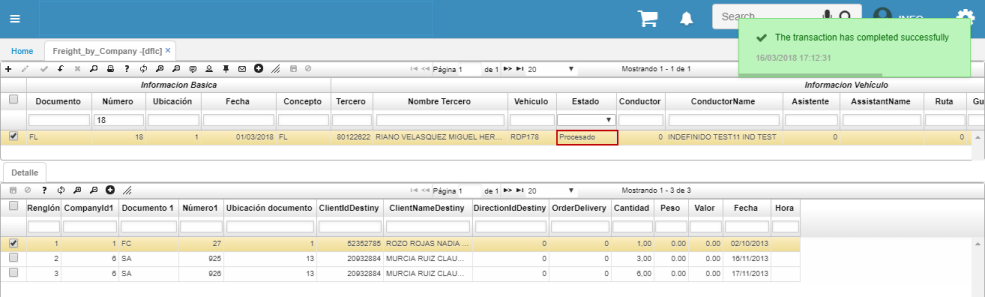 Search
INFO
The transaction has completed successfully
16/03/2018 17:12:31
Home Freight_by_Company -[dflc] ×
Página 1 de 1 20 Mostrando 1 - 1 de 1
Informacion Basica Informacion Vehículo
Documento Número Ubicación Fecha Concepto Tercero Nombre Tercero Vehiculo Estado Conductor ConductorName Asistente AssistantName Ruta Gu
18
FL 18 1 01/03/2018 FL 80122622 RIANO VELASQUEZ MIGUEL HER... RDP178 Procesado 0 INDEFINIDO TEST11 IND TEST 0 0
Detalle
Página 1 de 1 20 Mostrando 1 - 3 de 3
Renglón CompanyId1 Documento 1 Número1 Ubicación documento ClientIdDestiny ClientNameDestiny DirectionIdDestiny OrderDelivery Cantidad Peso Valor Fecha Hora
1 1 FC 27 1 52352785 ROZO ROJAS NADIA ... 0 0 1,00 0.00 0.00 02/10/2013
2 6 SA 925 13 20932884 MURCIA RUIZ CLAU... 0 0 3,00 0.00 0.00 16/11/2013
3 6 SA 926 13 20932884 MURCIA RUIZ CLAU... 0 0 6,00 0.00 0.00 17/11/2013